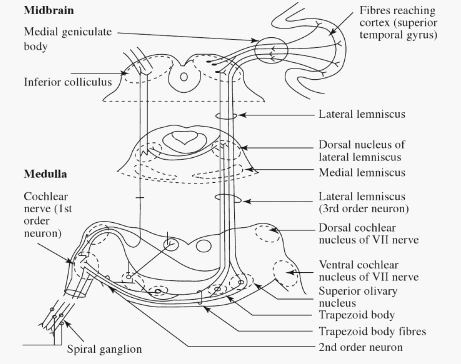 Midbrain
Medial geniculate
body
Inferior colliculus
Medulla
Cochlear
nerve (1st
order
neuron)
Spiral ganglion
Fibres reaching
cortex (superior
temporal gyrus)
Lateral lemniscus
Dorsal nucleus of
lateral lemniscus
Medial lemniscus
Lateral lemniscus
(3rd order neuron)
Dorsal cochlear
nucleus of VII nerve
Ventral cochlear
nucleus of VII nerve
Superior olivary
nucleus
Trapezoid body
Trapezoid body fibres
2nd order neuron